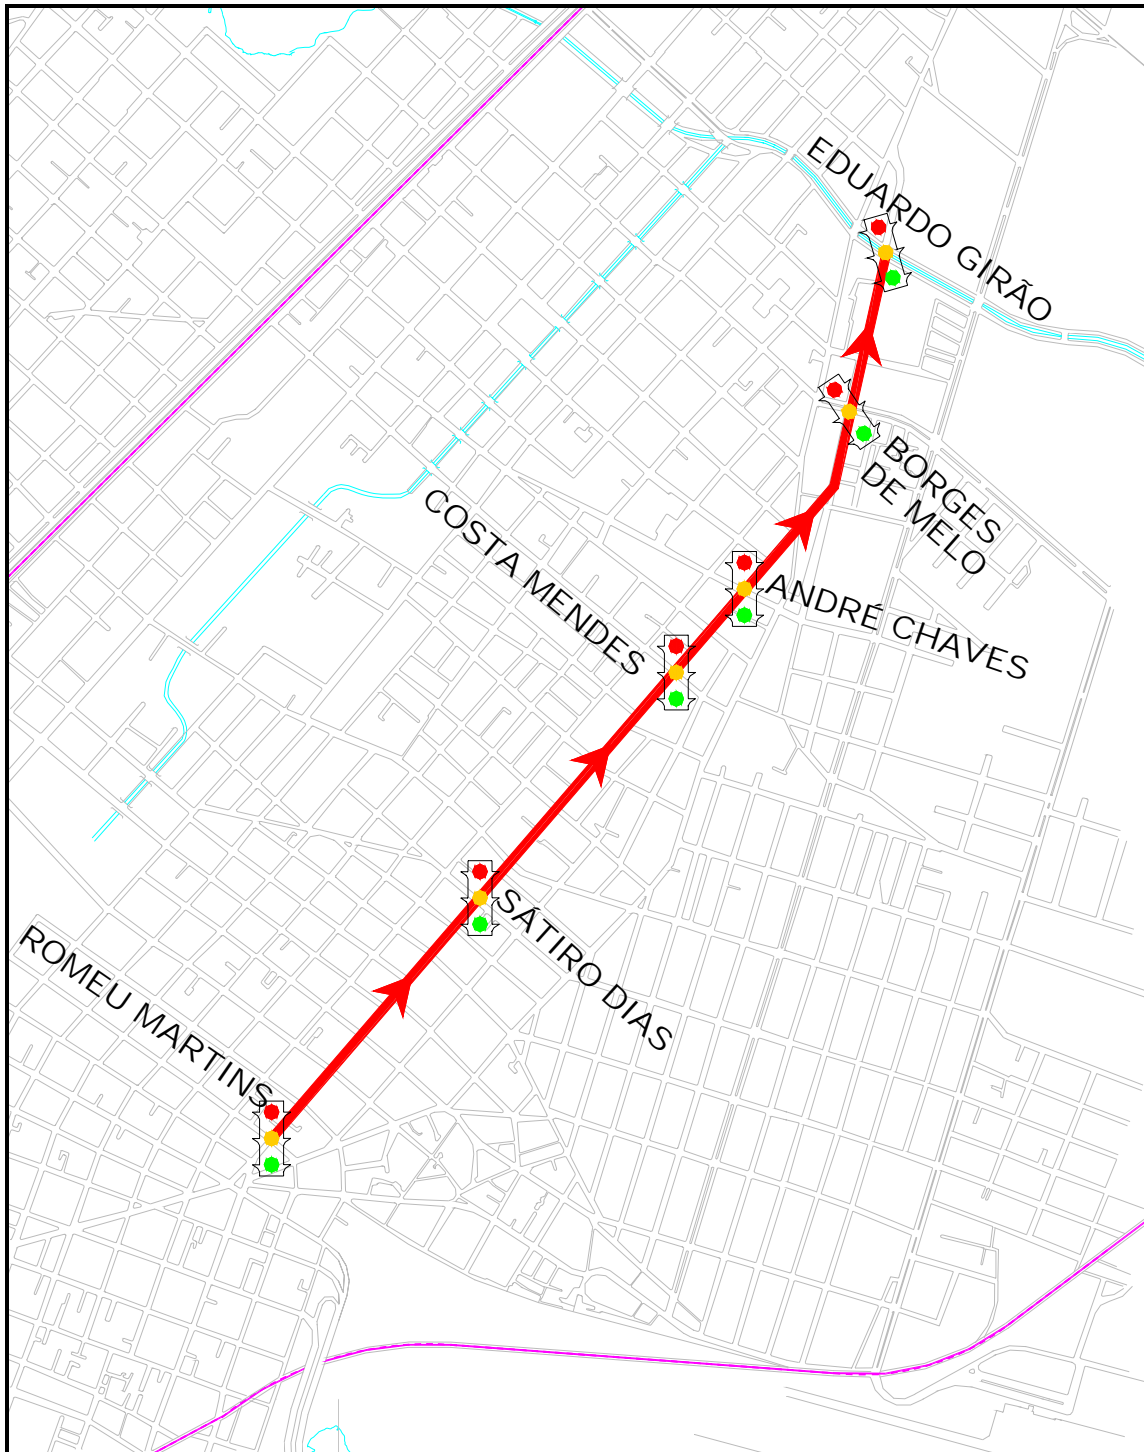 EDUARDO GIRÃO
BORGES
DE MELO
COSTA MENDES
ANDRÉ CHAVES
SÁTIRO DIAS
ROMEU MARTINS